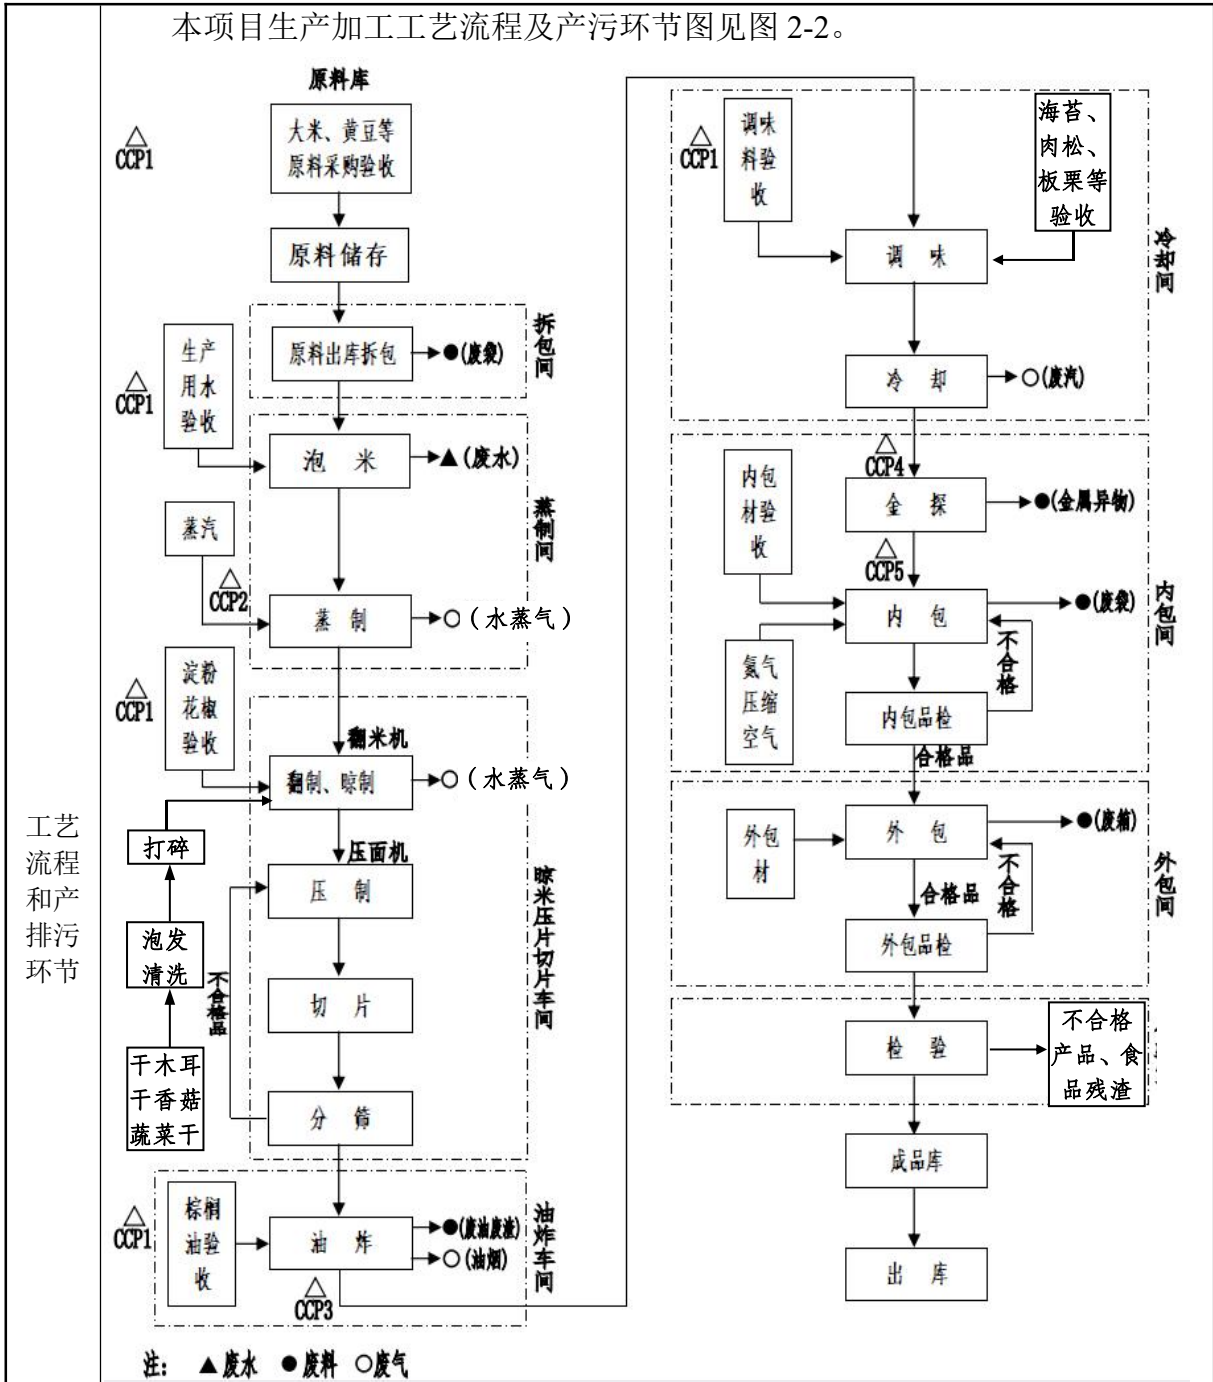 本项目生产加工工艺流程及产污环节图见图 2-2。
工艺
流程
和产
排污
环节
原料库
△
CCP1
大米、黄豆等
原料采购验收
原料储存
拆包间
原料出库拆包
●(废袋)
△
CCP1
生产
用水
验收
泡 米
▲(废水)
蒸制间
蒸汽
△
CCP2
蒸 制
○（水蒸气）
△
CCP1
淀粉
花椒
验收
翻米机
翻制、晾制
○（水蒸气）
打碎
泡发
清洗
干木耳
干香菇
蔬菜干
压面机
压 制
切 片
不合格品
分 筛
晾米压片切片车间
△
CCP1
棕榈
油验
收
油 炸
●(废油废渣)
○(油烟)
△
CCP3
油炸车间
△
CCP1
调味
料验
收
海苔、
肉松、
板栗等
验收
调 味
冷却间
冷 却
○(废汽)
△
CCP4
内包
材验
收
金 探
●(金属异物)
△
CCP5
内 包
●(废袋)
不合格
氮气
压缩
空气
内包品检
合格品
内包间
外包
材
外 包
●(废箱)
合格品
不合格
外包品检
外包间
检 验
不合格
产品、食
品残渣
成品库
出 库
注： ▲废水 ●废料 ○废气